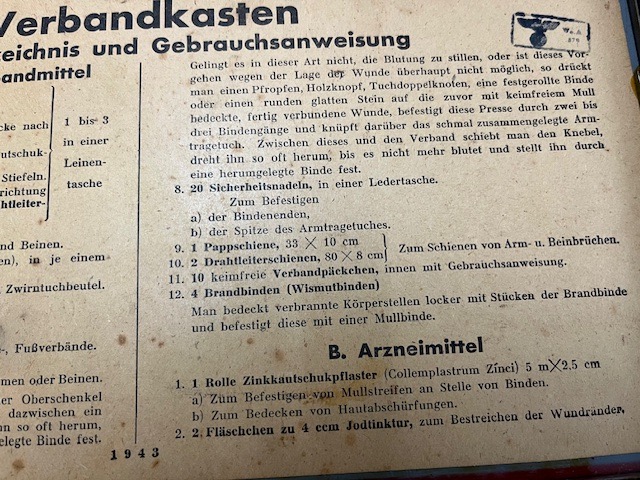 Verbandkasten
zeichnis und Gebrauchsanweisung
andmittel
cke nach
utschuk-
Stiefeln.
richtung
htleiter-
1 bis 3
in einer
Leinen-
tasche
nd Beinen.
en), in je einem
Zwirntuchbeutel.
-, Fußverbände.
men oder Beinen.
er Oberschenkel
dazwischen ein
n so oft herum,
elegte Binde fest.
1943
W.a.A
Gelingt es in dieser Art nicht, die Blutung zu stillen, oder ist dieses Vor-
gehen wegen der Lage der Wunde überhaupt nicht möglich, so drückt
man einen Pfropfen, Holzknopf, Tuchdoppelknoten, eine festgerollte Binde
oder einen runden glatten Stein auf die zuvor mit keimfreiem Mull
bedeckte, fertig verbundene Wunde, befestigt diese Presse durch zwei bis
drei Bindengänge und knüpft darüber das schmal zusammengelegte Arm-
tragetuch. Zwischen dieses und den Verband schiebt man den Knebel,
dreht ihn so oft herum, bis es nicht mehr blutet und stellt ihn durch
eine herumgelegte Binde fest.
8. 20 Sicherheitsnadeln, in einer Ledertasche.
Zum Befestigen
a) der Bindenenden,
b) der Spitze des Armtragetuches.
9. 1 Pappschiene, 33 × 10 cm
10. 2 Drahtleiterschienen, 80 × 8 cm
Zum Schienen von Arm- u. Beinbrüchen.
11. 10 keimfreie Verbandpäckchen, innen mit Gebrauchsanweisung.
12. 4 Brandbinden (Wismutbinden)
Man bedeckt verbrannte Körperstellen locker mit Stücken der Brandbinde
und befestigt diese mit einer Mullbinde.
B. Arzneimittel
1. 1 Rolle Zinkkautschukpflaster (Collemplastrum Zinci) 5 m×2,5 cm
a) Zum Befestigen von Mullstreifen an Stelle von Binden.
b) Zum Bedecken von Hautabschürfungen.
2. 2 Fläschchen zu 4 ccm Jodtinktur, zum Bestreichen der Wundränder,